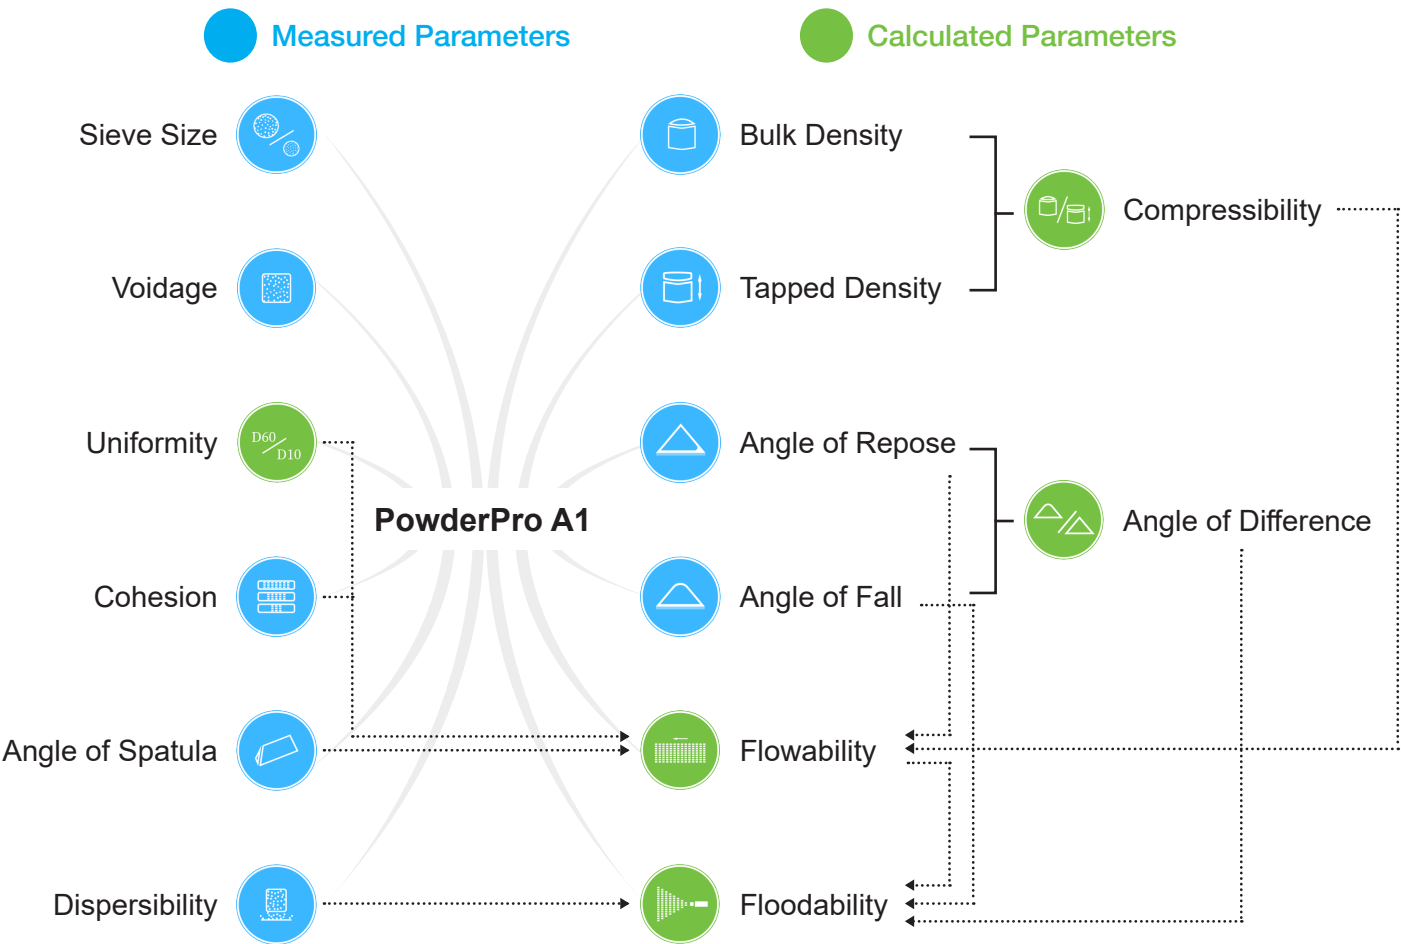 Measured Parameters
Calculated Parameters
Sieve Size
Bulk Density
Compressibility
Voidage
Tapped Density
Uniformity
D60
D10
Angle of Repose
PowderPro A1
Angle of Difference
Cohesion
Angle of Fall
Angle of Spatula
Flowability
Dispersibility
Floodability